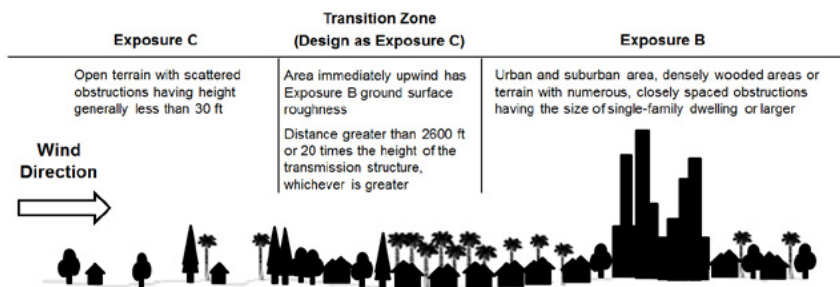 Transition Zone
Exposure C
(Design as Exposure C)
Exposure B
Open terrain with scattered
obstructions having height
generally less than 30 ft
Area immediately upwind has
Exposure B ground surface
roughness
Distance greater than 2600 ft
or 20 times the height of the
transmission structure,
whichever is greater
Urban and suburban area, densely wooded areas or
terrain with numerous, closely spaced obstructions
having the size of single-family dwelling or larger
Wind
Direction